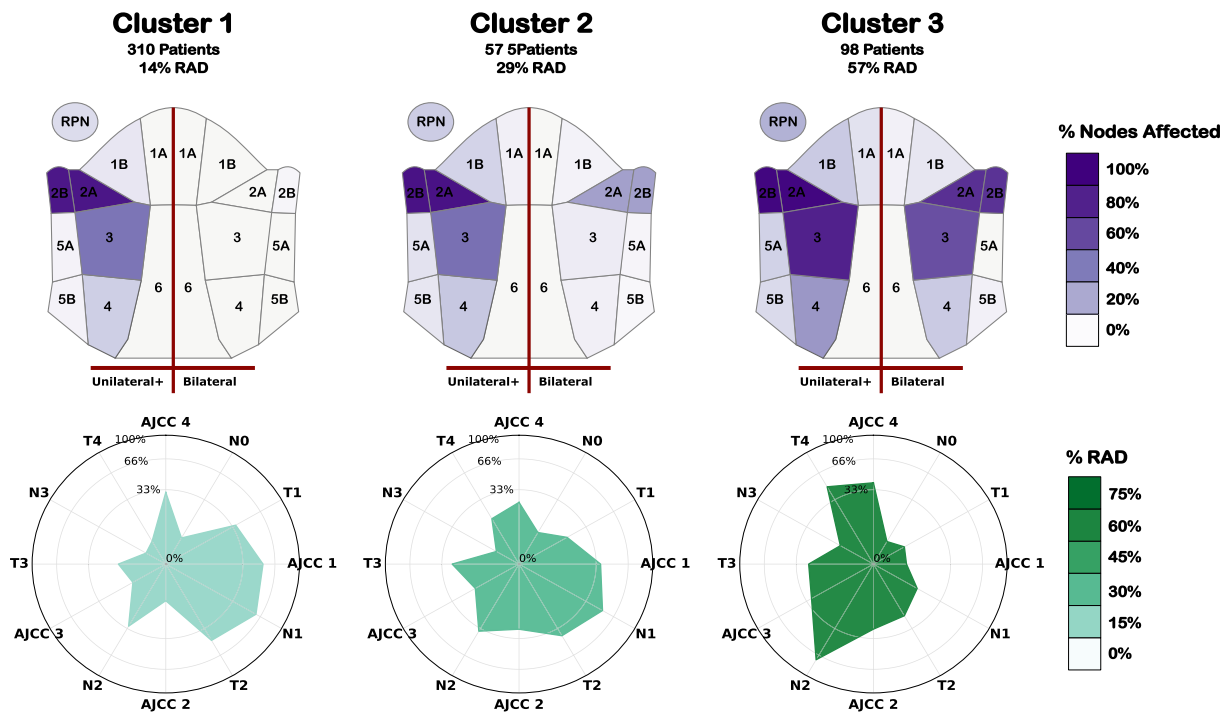 Cluster 1
310 Patients
14% RAD
Cluster 2
57 5Patients
29% RAD
Cluster 3
98 Patients
57% RAD
RPN
1B
1A
1A
1B
2B
2A
2A
2B
5A
3
3
5A
5B
4
6
6
4
5B
Unilateral+
Bilateral
RPN
1B
1A
1A
1B
2B
2A
2A
2B
5A
3
3
5A
5B
4
6
6
4
5B
Unilateral+
Bilateral
RPN
1B
1A
1A
1B
2B
2A
2A
2B
5A
3
3
5A
5B
4
6
6
4
5B
Unilateral+
Bilateral
% Nodes Affected
100%
80%
60%
40%
20%
0%
AJCC 4
T4
100%
N0
66%
N3
33%
T1
T3
0%
AJCC 1
AJCC 3
N1
N2
T2
AJCC 2
AJCC 4
T4
100%
N0
66%
N3
33%
T1
T3
0%
AJCC 1
AJCC 3
N1
N2
T2
AJCC 2
AJCC 4
T4
100%
N0
66%
N3
33%
T1
T3
0%
AJCC 1
AJCC 3
N1
N2
T2
AJCC 2
% RAD
75%
60%
45%
30%
15%
0%